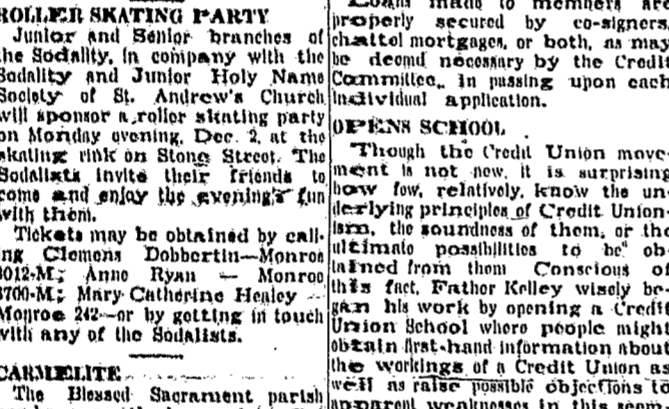 ROLLER SKATING PARTY
Junior and Senior branches of
the Sodality, in company with the
Sodality and Junior Holy Name
Society of St. Andrew's Church
will sponsor a roller skating party
on Monday evening, Dec. 2, at the
skating rink on Stone Street. The
Sodalists invite their friends to
come and enjoy the evening's fun
with them.
Tickets may be obtained by call-
ing Clemens Dobbertin—Monroe
8012-M; Anne Ryan — Monroe
3700-M; Mary Catherine Healey —
Monroe 242—or by getting in touch
with any of the Sodalists.
CARMELITE
The Blessed Sacrament parish
Loans made to members are
properly secured by co-signers,
chattel mortgages, or both, as may
be deemd necessary by the Credit
Committee, in passing upon each
individual application.
OPENS SCHOOL
Though the Credit Union move-
ment is not new, it is surprising
how few, relatively, know the un-
derlying principles of Credit Union-
ism, the soundness of them, or the
ultimate possibilities to be ob-
tained from them Conscious of
this fact, Father Kelley wisely be-
gan his work by opening a Credit
Union School where people might
obtain first-hand information about
the workings of a Credit Union as
well as raise possible objections to
apparent weaknesses in this seem-